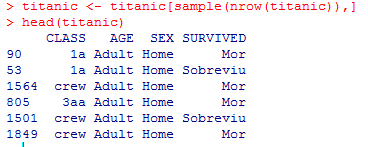 > titanic <- titanic[sample(nrow(titanic)),]
> head(titanic)
CLASS AGE SEX SURVIVED
90 1a Adult Home Mor
53 1a Adult Home Sobreviu
1564 crew Adult Home Mor
805 3aa Adult Home Mor
1501 crew Adult Home Sobreviu
1849 crew Adult Home Mor